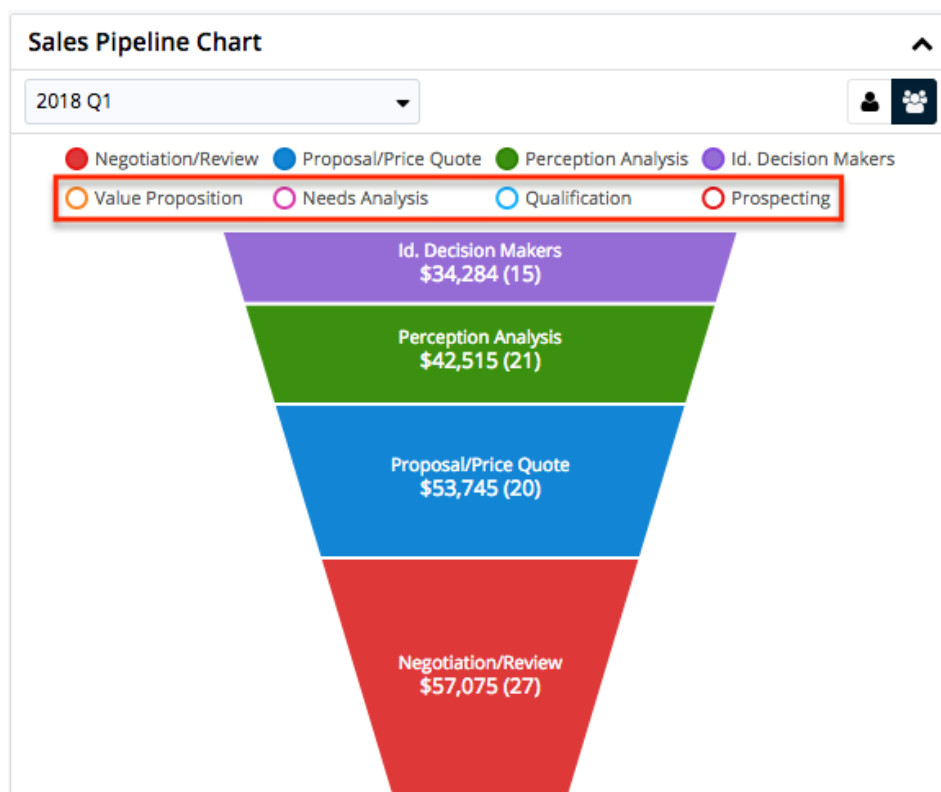 Sales Pipeline Chart
2018 Q1
Negotiation/Review Proposal/Price Quote Perception Analysis Id. Decision Makers
Value Proposition Needs Analysis Qualification Prospecting
Id. Decision Makers
$34,284 (15)
Perception Analysis
$42,515 (21)
Proposal/Price Quote
$53,745 (20)
Negotiation/Review
$57,075 (27)